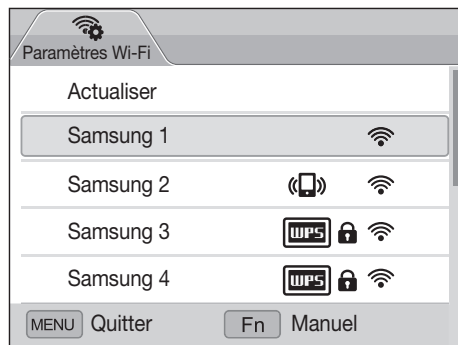 Paramètres Wi-Fi
Actualiser
Samsung 1
Samsung 2
Samsung 3 WPS
Samsung 4 WPS
MENU Quitter Fn Manuel